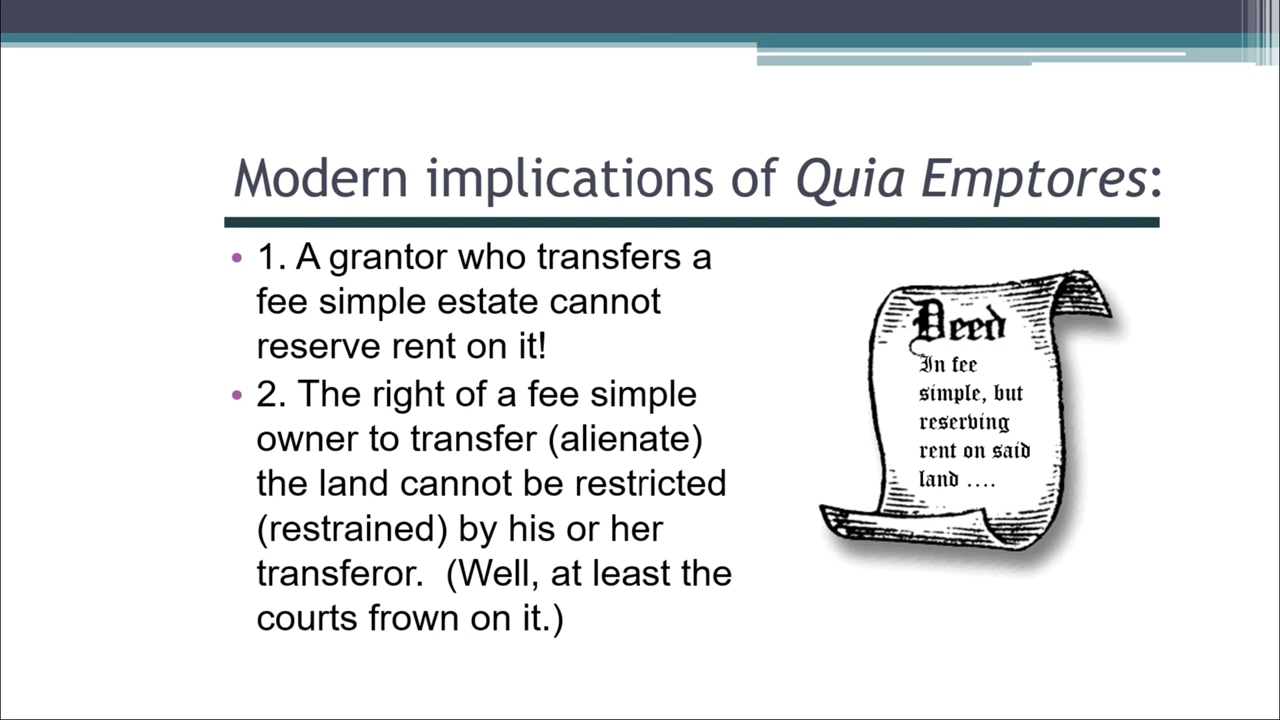 Modern implications of Quia Emptores:
• 1. A grantor who transfers a
fee simple estate cannot
reserve rent on it!
• 2. The right of a fee simple
owner to transfer (alienate)
the land cannot be restricted
(restrained) by his or her
transferor.  (Well, at least the
courts frown on it.)
Deed
In fee
simple, but
reserving
rent on said
land ....